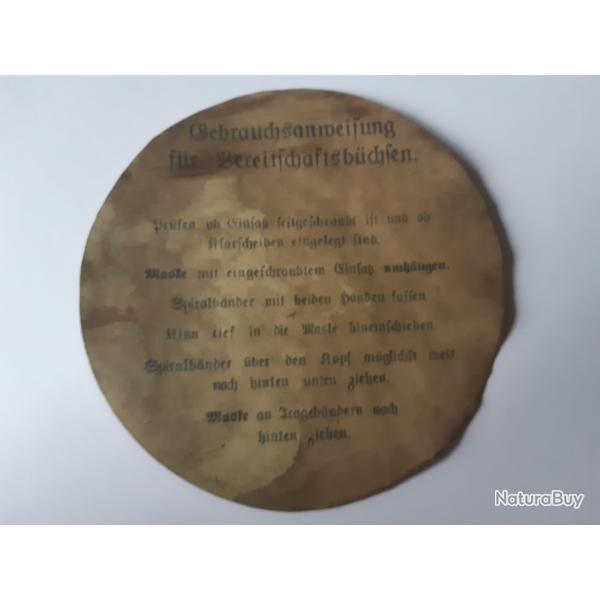 Gebrauchsanweisung
für Bereitschaftsbüchsen.
Prüfen, ob Einsatz festgeschraubt ist und ob
Klarscheiben eingelegt sind.
Maske mit eingeschraubtem Einsatz umhängen.
Spiralbänder mit beiden Händen fassen
Kinn tief in die Maske hineinschieben
Spiralbänder über den Kopf möglichst weit
nach hinten unten ziehen.
Maske an Tragebändern nach
hinten ziehen.
NaturaBuy